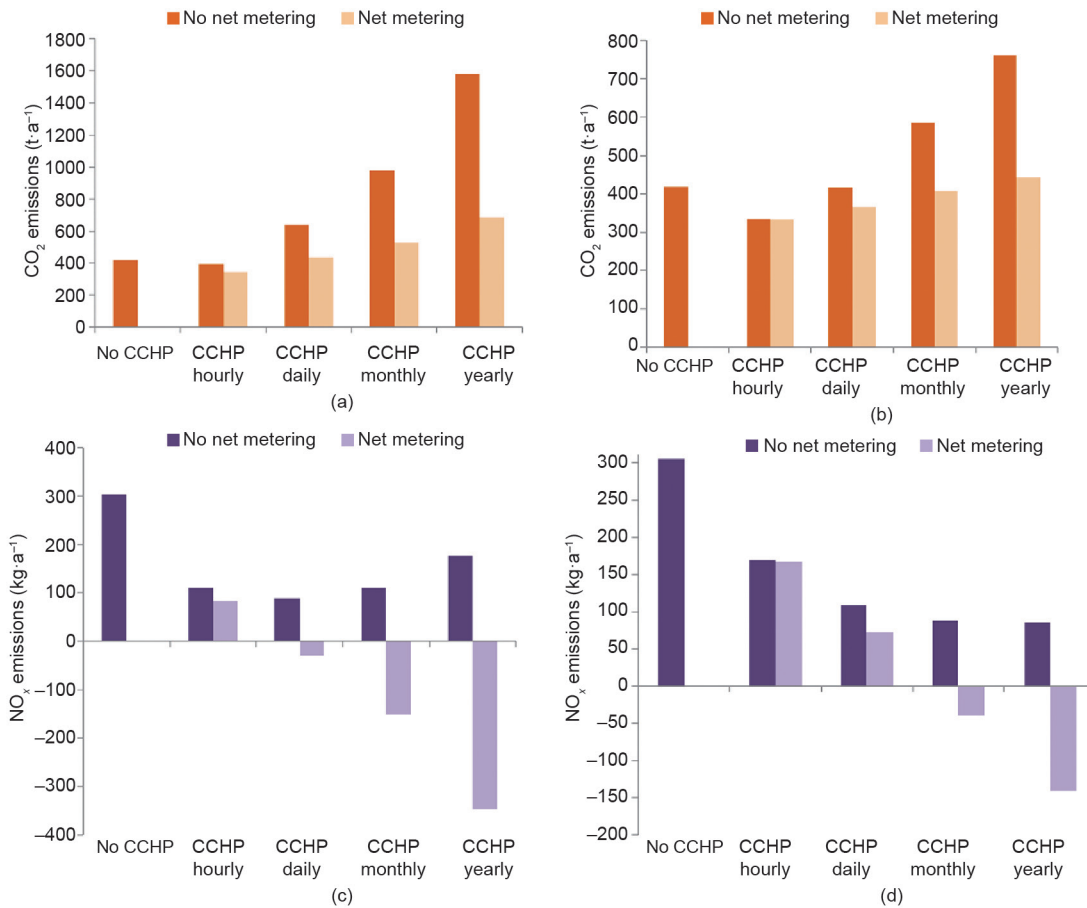 No net metering Net metering
CO₂ emissions (t·a⁻¹)
1800
1600
1400
1200
1000
800
600
400
200
0
No CCHP
CCHP hourly
CCHP daily
CCHP monthly
CCHP yearly
(a)
No net metering Net metering
CO₂ emissions (t·a⁻¹)
800
700
600
500
400
300
200
100
0
No CCHP
CCHP hourly
CCHP daily
CCHP monthly
CCHP yearly
(b)
No net metering Net metering
NOₓ emissions (kg·a⁻¹)
400
300
200
100
0
–100
–200
–300
–400
No CCHP
CCHP hourly
CCHP daily
CCHP monthly
CCHP yearly
(c)
No net metering Net metering
NOₓ emissions (kg·a⁻¹)
300
250
200
150
100
50
0
–50
–100
–150
–200
No CCHP
CCHP hourly
CCHP daily
CCHP monthly
CCHP yearly
(d)